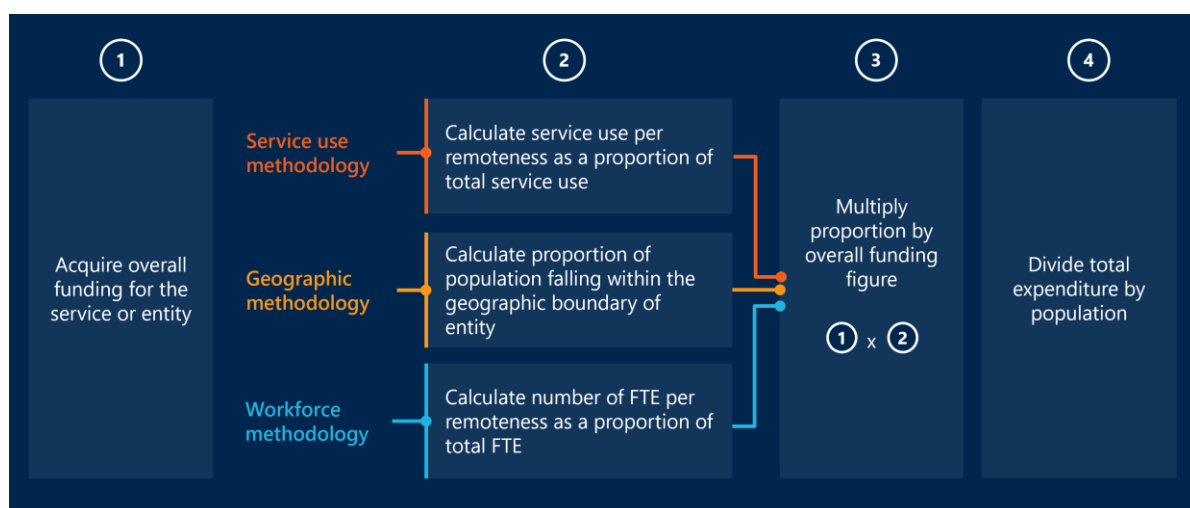 1
Acquire overall
funding for the
service or entity
2
Service use
methodology
Calculate service use per
remoteness as a proportion of
total service use
Geographic
methodology
Calculate proportion of
population falling within the
geographic boundary of
entity
Workforce
methodology
Calculate number of FTE per
remoteness as a proportion of
total FTE
3
Multiply
proportion by
overall funding
figure
1 x 2
4
Divide total
expenditure by
population